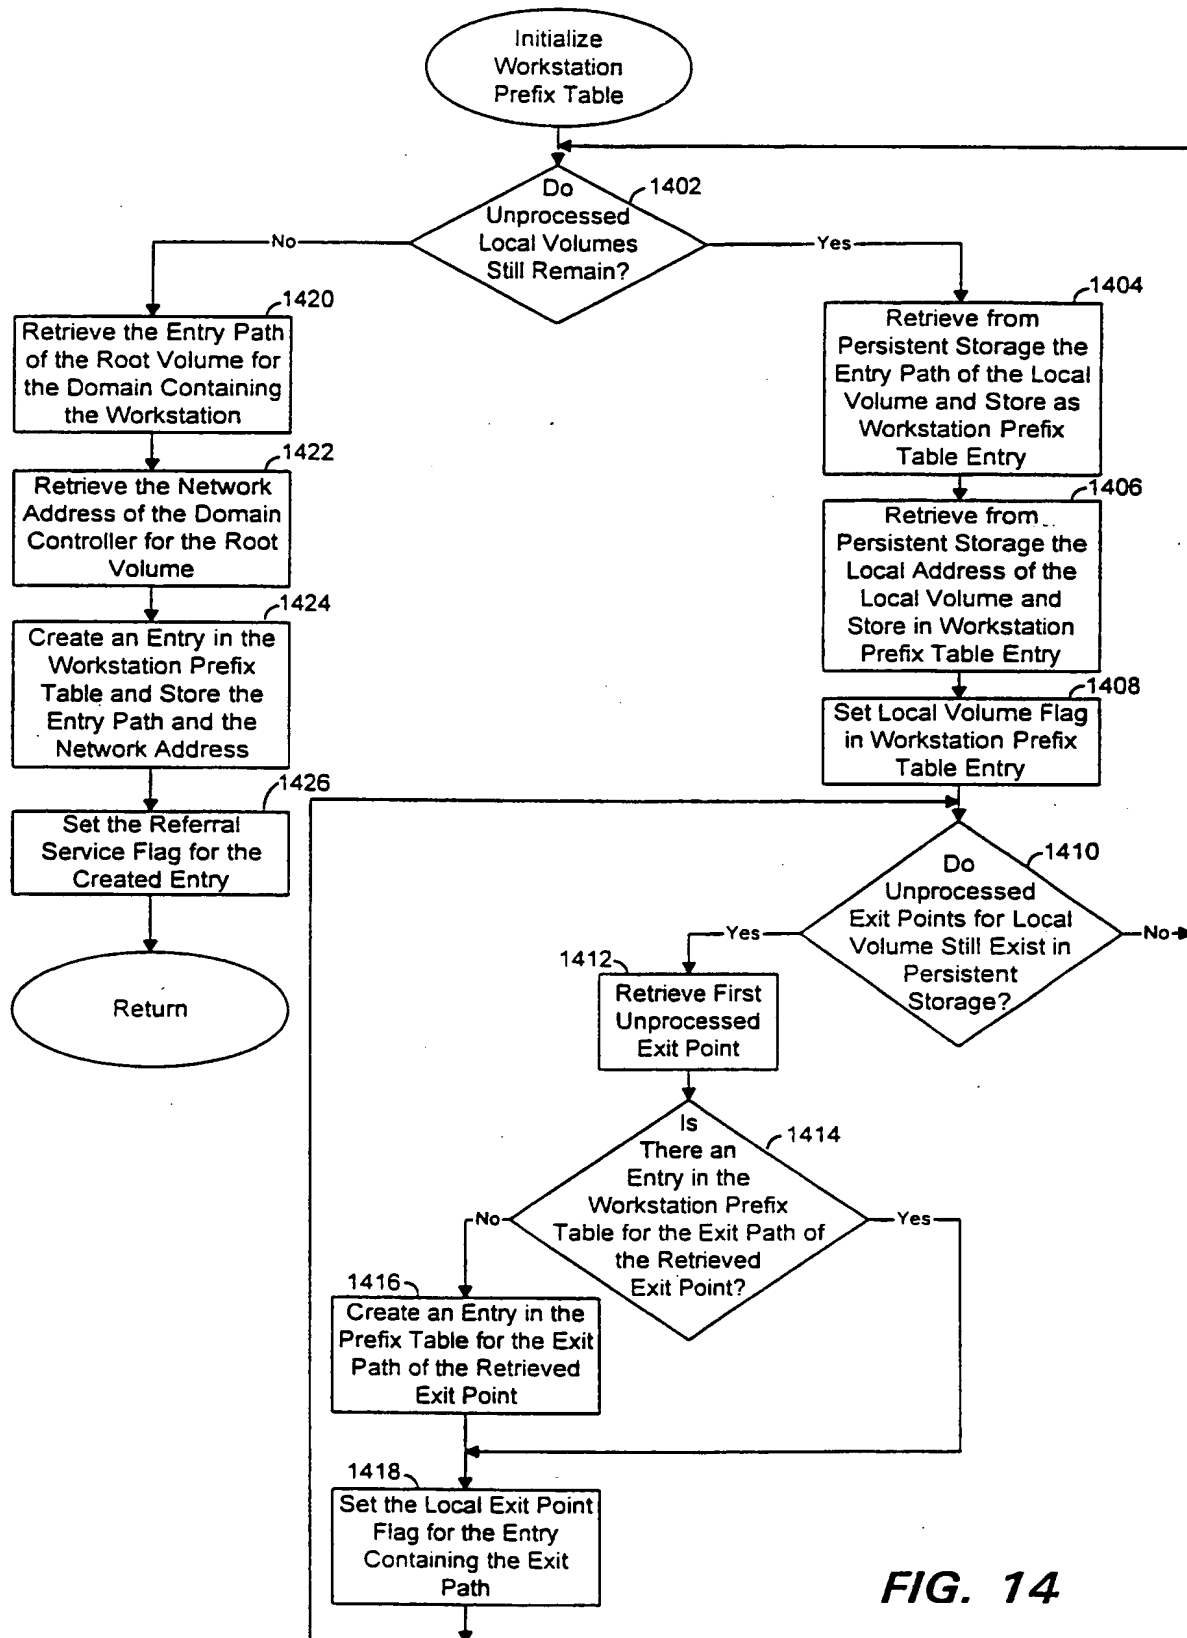 Initialize
Workstation
Prefix Table
Do
Unprocessed
Local Volumes
Still Remain?
1402
No
Yes
1420
Retrieve the Entry Path
of the Root Volume for
the Domain Containing
the Workstation
1422
Retrieve the Network
Address of the Domain
Controller for the Root
Volume
1424
Create an Entry in the
Workstation Prefix
Table and Store the
Entry Path and the
Network Address
1426
Set the Referral
Service Flag for the
Created Entry
Return
1404
Retrieve from
Persistent Storage the
Entry Path of the Local
Volume and Store as
Workstation Prefix
Table Entry
1406
Retrieve from
Persistent Storage the
Local Address of the
Local Volume and
Store in Workstation
Prefix Table Entry
1408
Set Local Volume Flag
in Workstation Prefix
Table Entry
1410
Do
Unprocessed
Exit Points for Local
Volume Still Exist in
Persistent
Storage?
Yes
No
1412
Retrieve First
Unprocessed
Exit Point
1414
Is
There an
Entry in the
Workstation Prefix
Table for the Exit Path of
the Retrieved
Exit Point?
No
Yes
1416
Create an Entry in the
Prefix Table for the Exit
Path of the Retrieved
Exit Point
1418
Set the Local Exit Point
Flag for the Entry
Containing the Exit
Path
FIG. 14